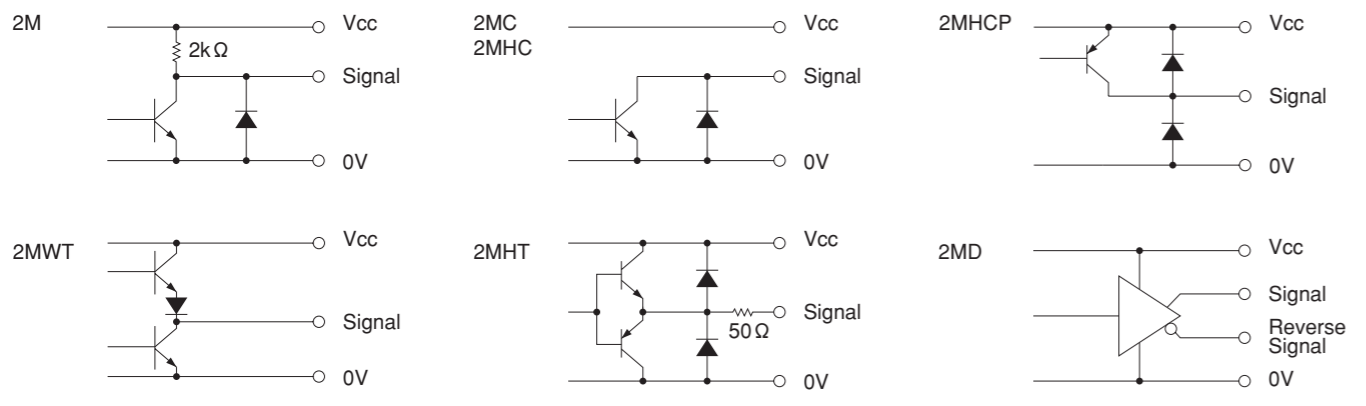 2M
Vcc
2kΩ
Signal
0V
2MC
2MHC
Vcc
Signal
0V
2MHCP
Vcc
Signal
0V
2MWT
Vcc
Signal
0V
2MHT
Vcc
Signal
50Ω
0V
2MD
Vcc
Signal
Reverse
Signal
0V